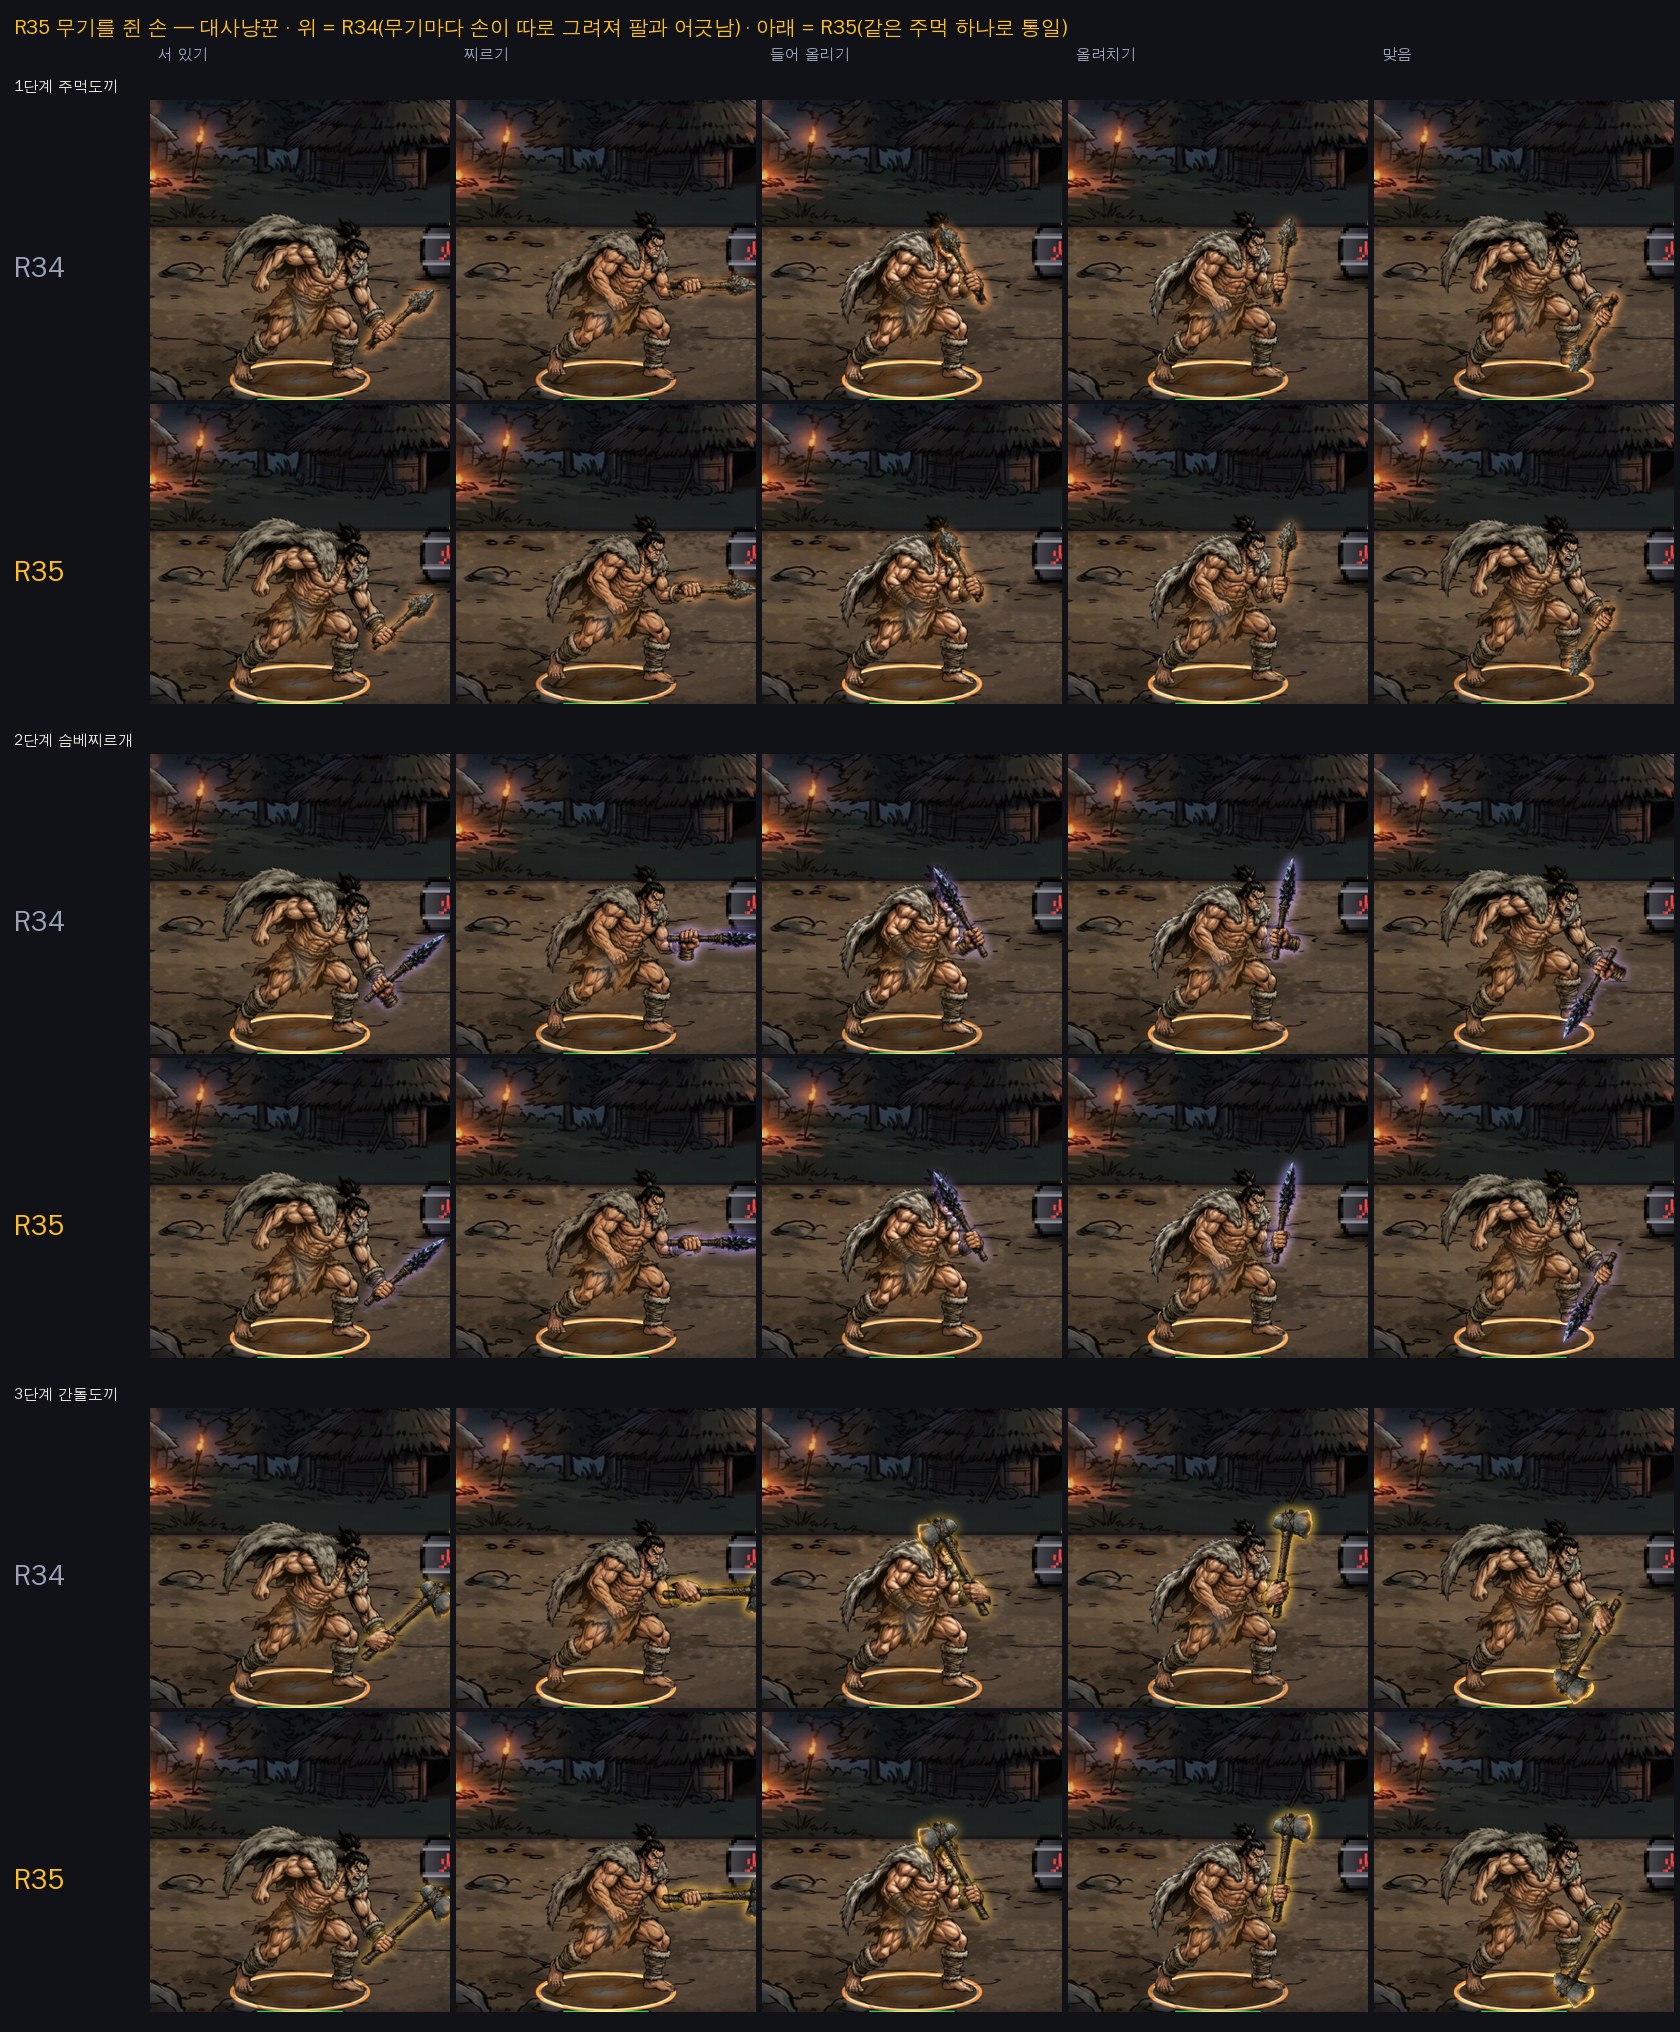 R35 무기를 쥔 손 — 대사냥꾼 · 위 = R34(무기마다 손이 따로 그려져 팔과 어긋남) · 아래 = R35(같은 주먹 하나로 통일)
서 있기 찌르기 들어 올리기 올려치기 맞음
1단계 주먹도끼
R34
R35
2단계 슴베찌르개
R34
R35
3단계 간돌도끼
R34
R35